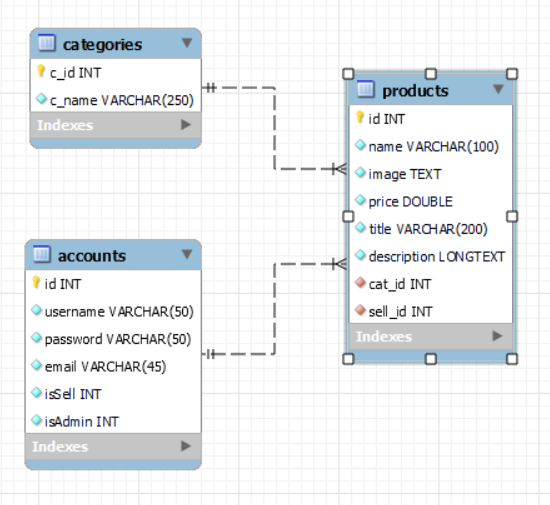 categories
c_id INT
c_name VARCHAR(250)
Indexes
products
id INT
name VARCHAR(100)
image TEXT
price DOUBLE
title VARCHAR(200)
description LONGTEXT
cat_id INT
sell_id INT
Indexes
accounts
id INT
username VARCHAR(50)
password VARCHAR(50)
email VARCHAR(45)
isSell INT
isAdmin INT
Indexes